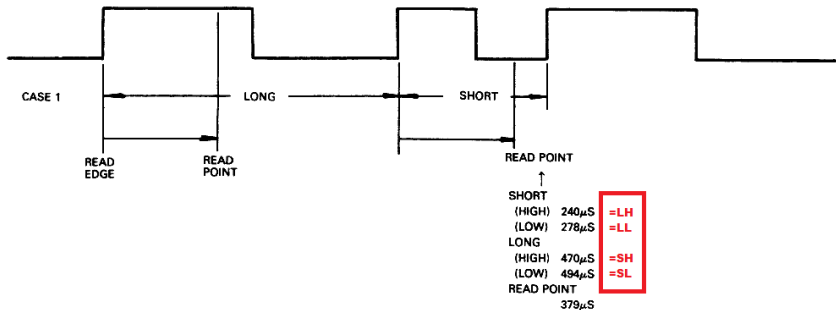 CASE 1
LONG
SHORT
READ EDGE
READ POINT
READ POINT
↑
SHORT
(HIGH) 240μS =LH
(LOW) 278μS =LL
LONG
(HIGH) 470μS =SH
(LOW) 494μS =SL
READ POINT
379μS